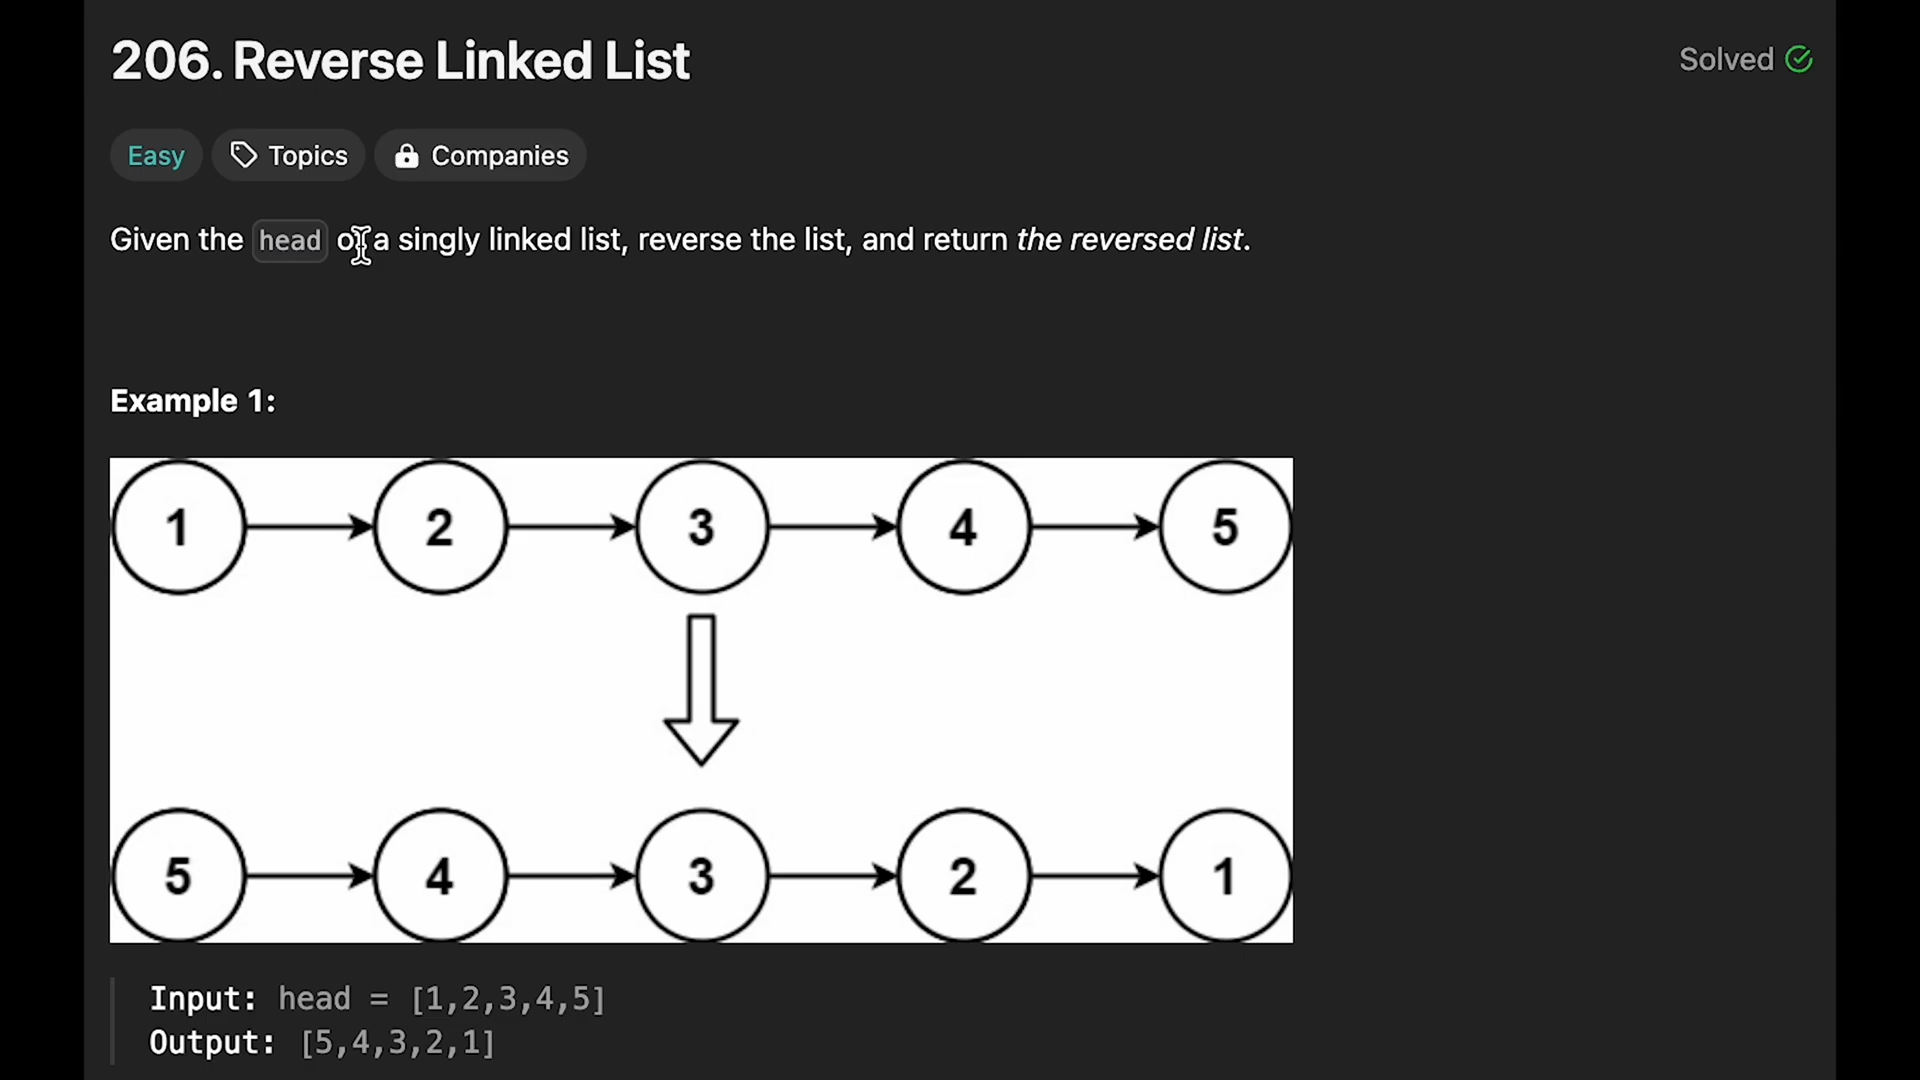 206. Reverse Linked List
Solved
Easy Topics Companies
Given the head of a singly linked list, reverse the list, and return the reversed list.
Example 1:
1 2 3 4 5
5 4 3 2 1
Input: head = [1,2,3,4,5]
Output: [5,4,3,2,1]